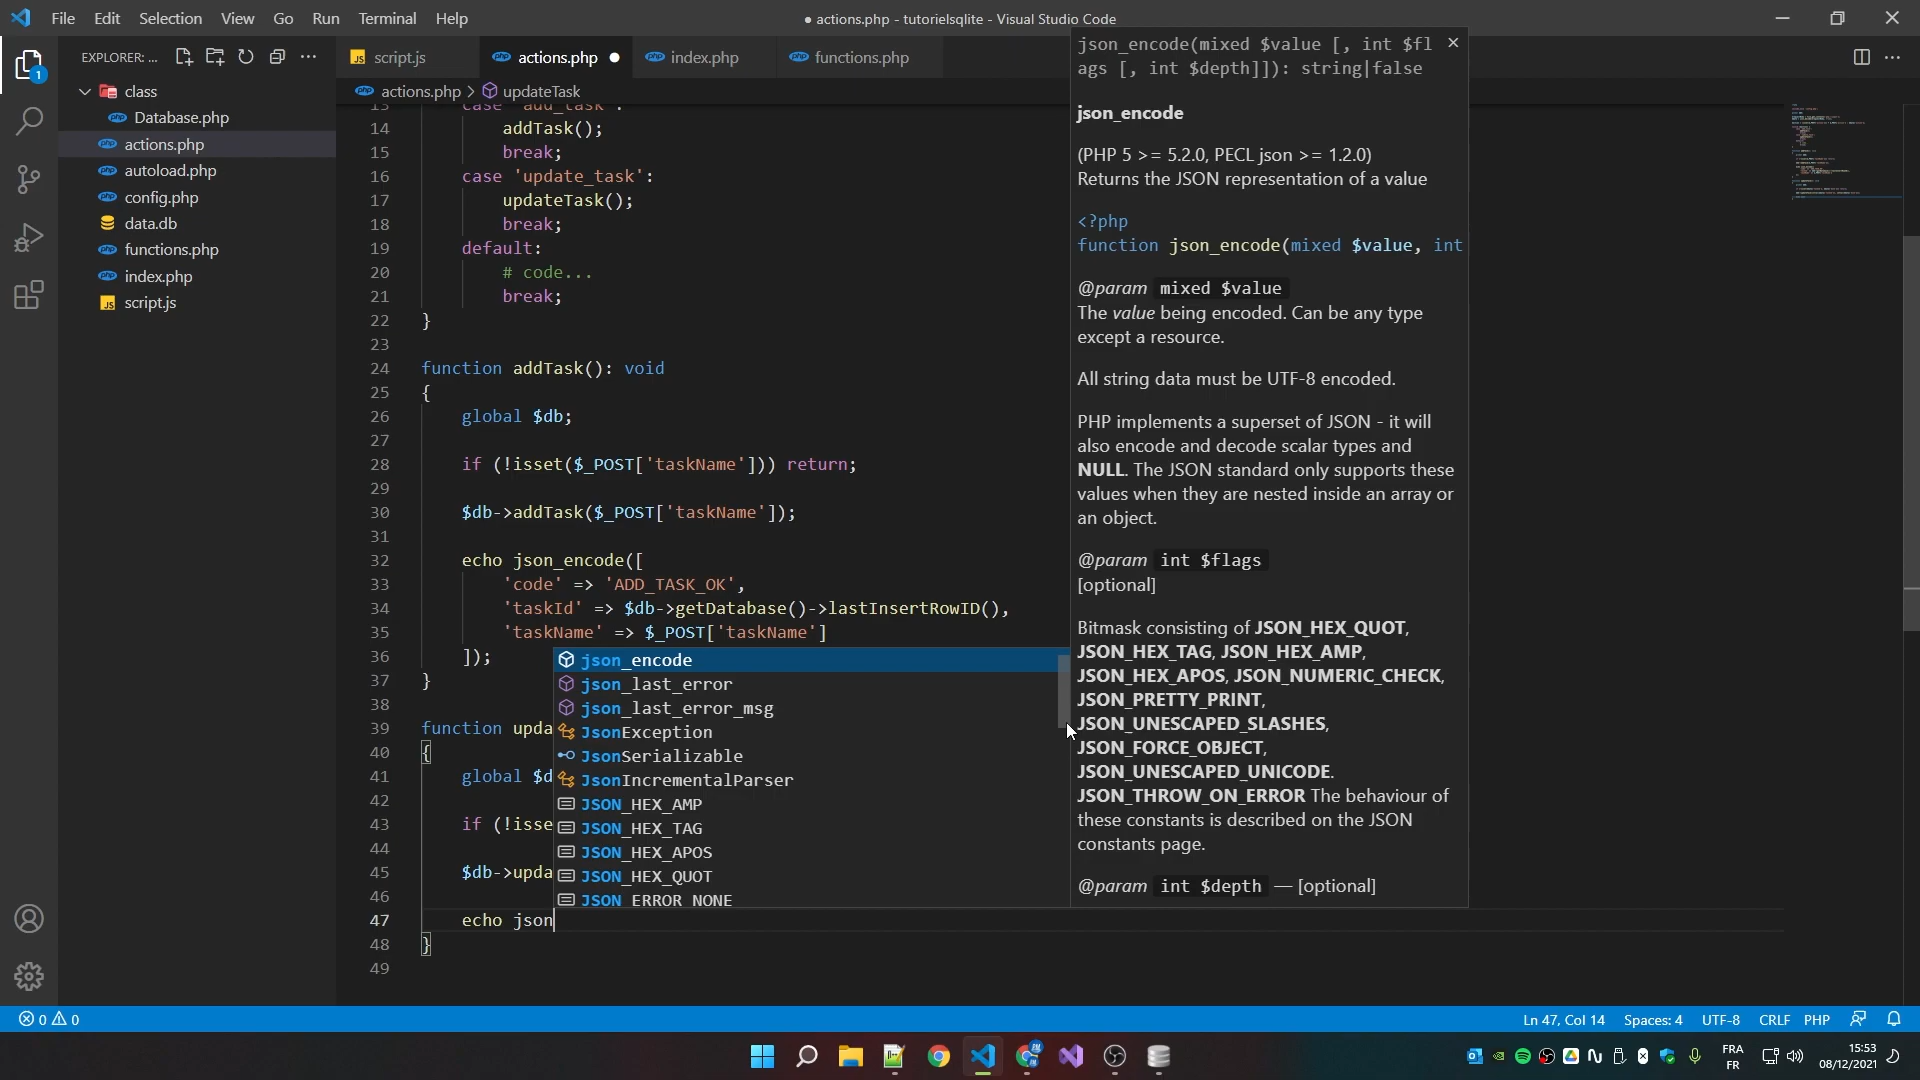 File Edit Selection View Go Run Terminal Help
● actions.php - tutorielsqlite - Visual Studio Code
EXPLORER: ...
script.js
actions.php
index.php
functions.php
actions.php > updateTask
1
class
Database.php
actions.php
autoload.php
config.php
data.db
functions.php
index.php
script.js
13 case 'add_task':
14 addTask();
15 break;
16 case 'update_task':
17 updateTask();
18 break;
19 default:
20 # code...
21 break;
22 }
23
24 function addTask(): void
25 {
26 global $db;
27
28 if (!isset($_POST['taskName'])) return;
29
30 $db->addTask($_POST['taskName']);
31
32 echo json_encode([
33 'code' => 'ADD_TASK_OK',
34 'taskId' => $db->getDatabase()->lastInsertRowID(),
35 'taskName' => $_POST['taskName']
36 ]);
37 }
38
39 function upda
40 {
41 global $d
42
43 if (!isse
44
45 $db->upda
46
47 echo json
48 }
49
json_encode
json_last_error
json_last_error_msg
JsonException
JsonSerializable
JsonIncrementalParser
JSON_HEX_AMP
JSON_HEX_TAG
JSON_HEX_APOS
JSON_HEX_QUOT
JSON_ERROR_NONE
json_encode(mixed $value [, int $fl
ags [, int $depth]]): string|false
json_encode
(PHP 5 >= 5.2.0, PECL json >= 1.2.0)
Returns the JSON representation of a value
<?php
function json_encode(mixed $value, int
@param mixed $value
The value being encoded. Can be any type
except a resource.
All string data must be UTF-8 encoded.
PHP implements a superset of JSON - it will
also encode and decode scalar types and
NULL. The JSON standard only supports these
values when they are nested inside an array or
an object.
@param int $flags
[optional]
Bitmask consisting of JSON_HEX_QUOT,
JSON_HEX_TAG, JSON_HEX_AMP,
JSON_HEX_APOS, JSON_NUMERIC_CHECK,
JSON_PRETTY_PRINT,
JSON_UNESCAPED_SLASHES,
JSON_FORCE_OBJECT,
JSON_UNESCAPED_UNICODE.
JSON_THROW_ON_ERROR The behaviour of
these constants is described on the JSON
constants page.
@param int $depth — [optional]
0 0
Ln 47, Col 14 Spaces: 4 UTF-8 CRLF PHP
FRA
FR
15:53
08/12/2021